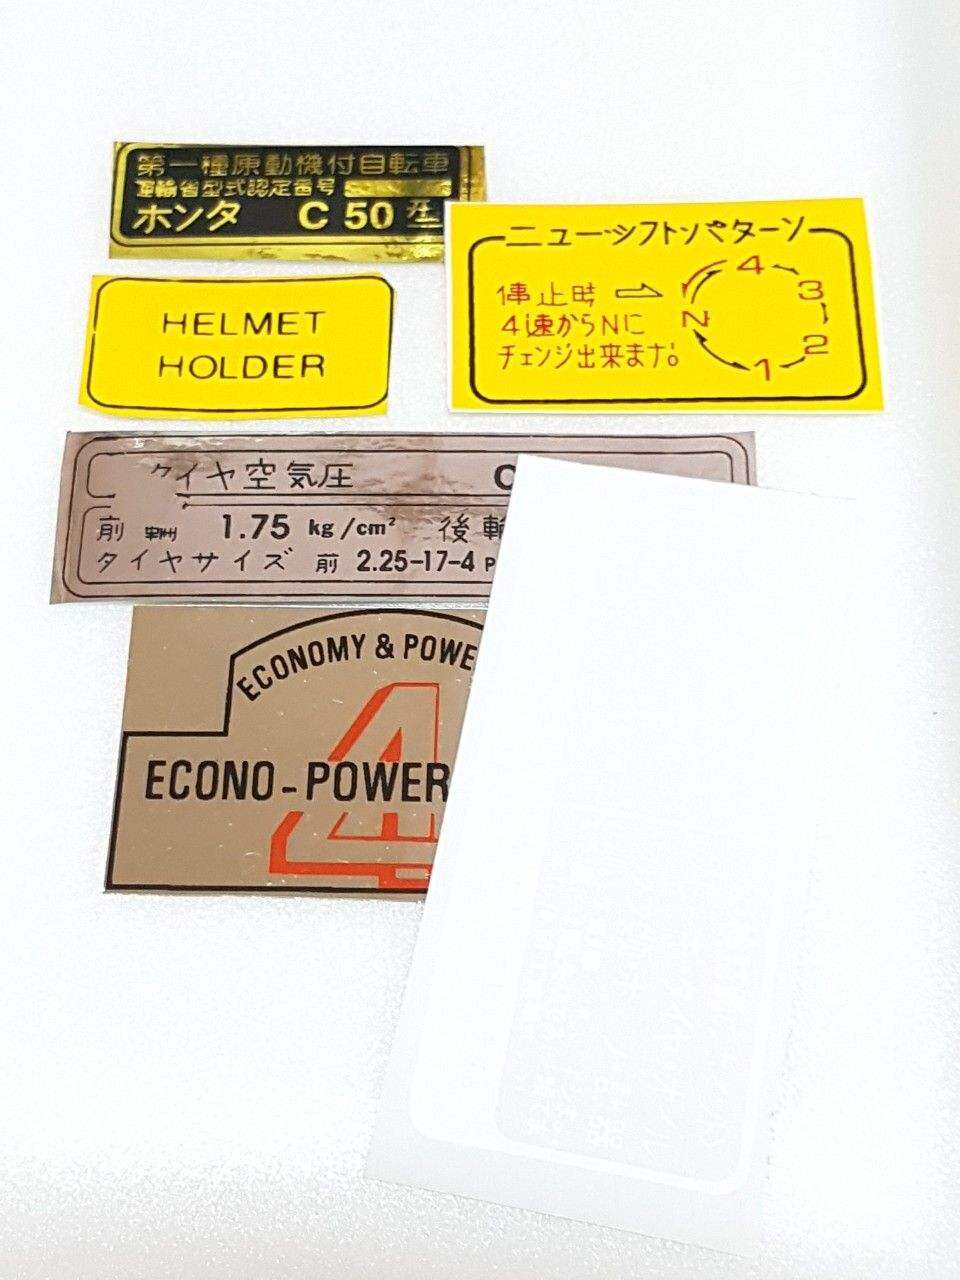 第一種原動機付自転車
運輸省型式認定番号
ホンタ C 50 型
ニューシフトパターン
停止時 ⇨
4速からNに
チェンジ出来ます。
4
3
N
2
1
HELMET
HOLDER
タイヤ空気圧 C
前 1.75 kg/cm² 後輪
タイヤサイズ 前 2.25-17-4 P
ECONOMY & POWE
4
ECONO-POWER